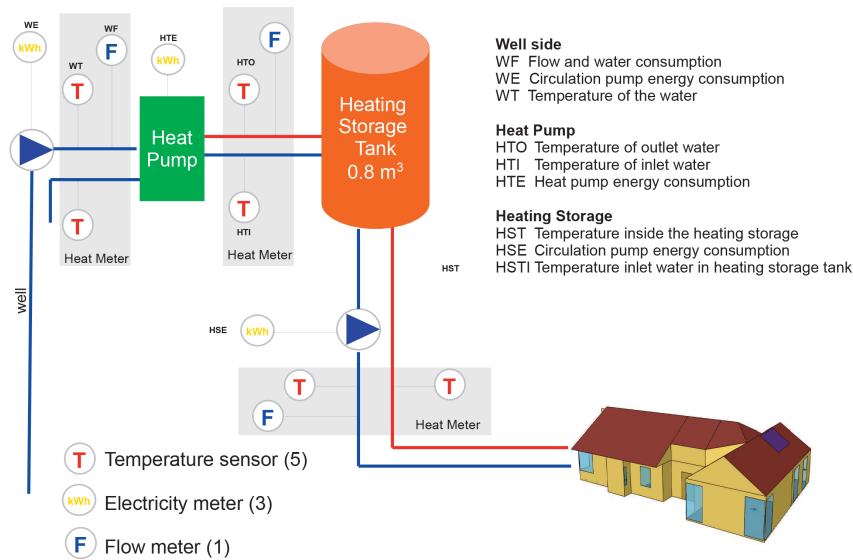 WE
WF
HTE
WT
HTO
kWh
F
kWh
F
T
T
Heat
Pump
Heating
Storage
Tank
0.8 m³
T
T
HTI
Heat Meter
Heat Meter
well
HST
HSE
kWh
T
T
F
Heat Meter
Well side
WF Flow and water consumption
WE Circulation pump energy consumption
WT Temperature of the water
Heat Pump
HTO Temperature of outlet water
HTI Temperature of inlet water
HTE Heat pump energy consumption
Heating Storage
HST Temperature inside the heating storage
HSE Circulation pump energy consumption
HSTI Temperature inlet water in heating storage tank
T Temperature sensor (5)
kWh Electricity meter (3)
F Flow meter (1)